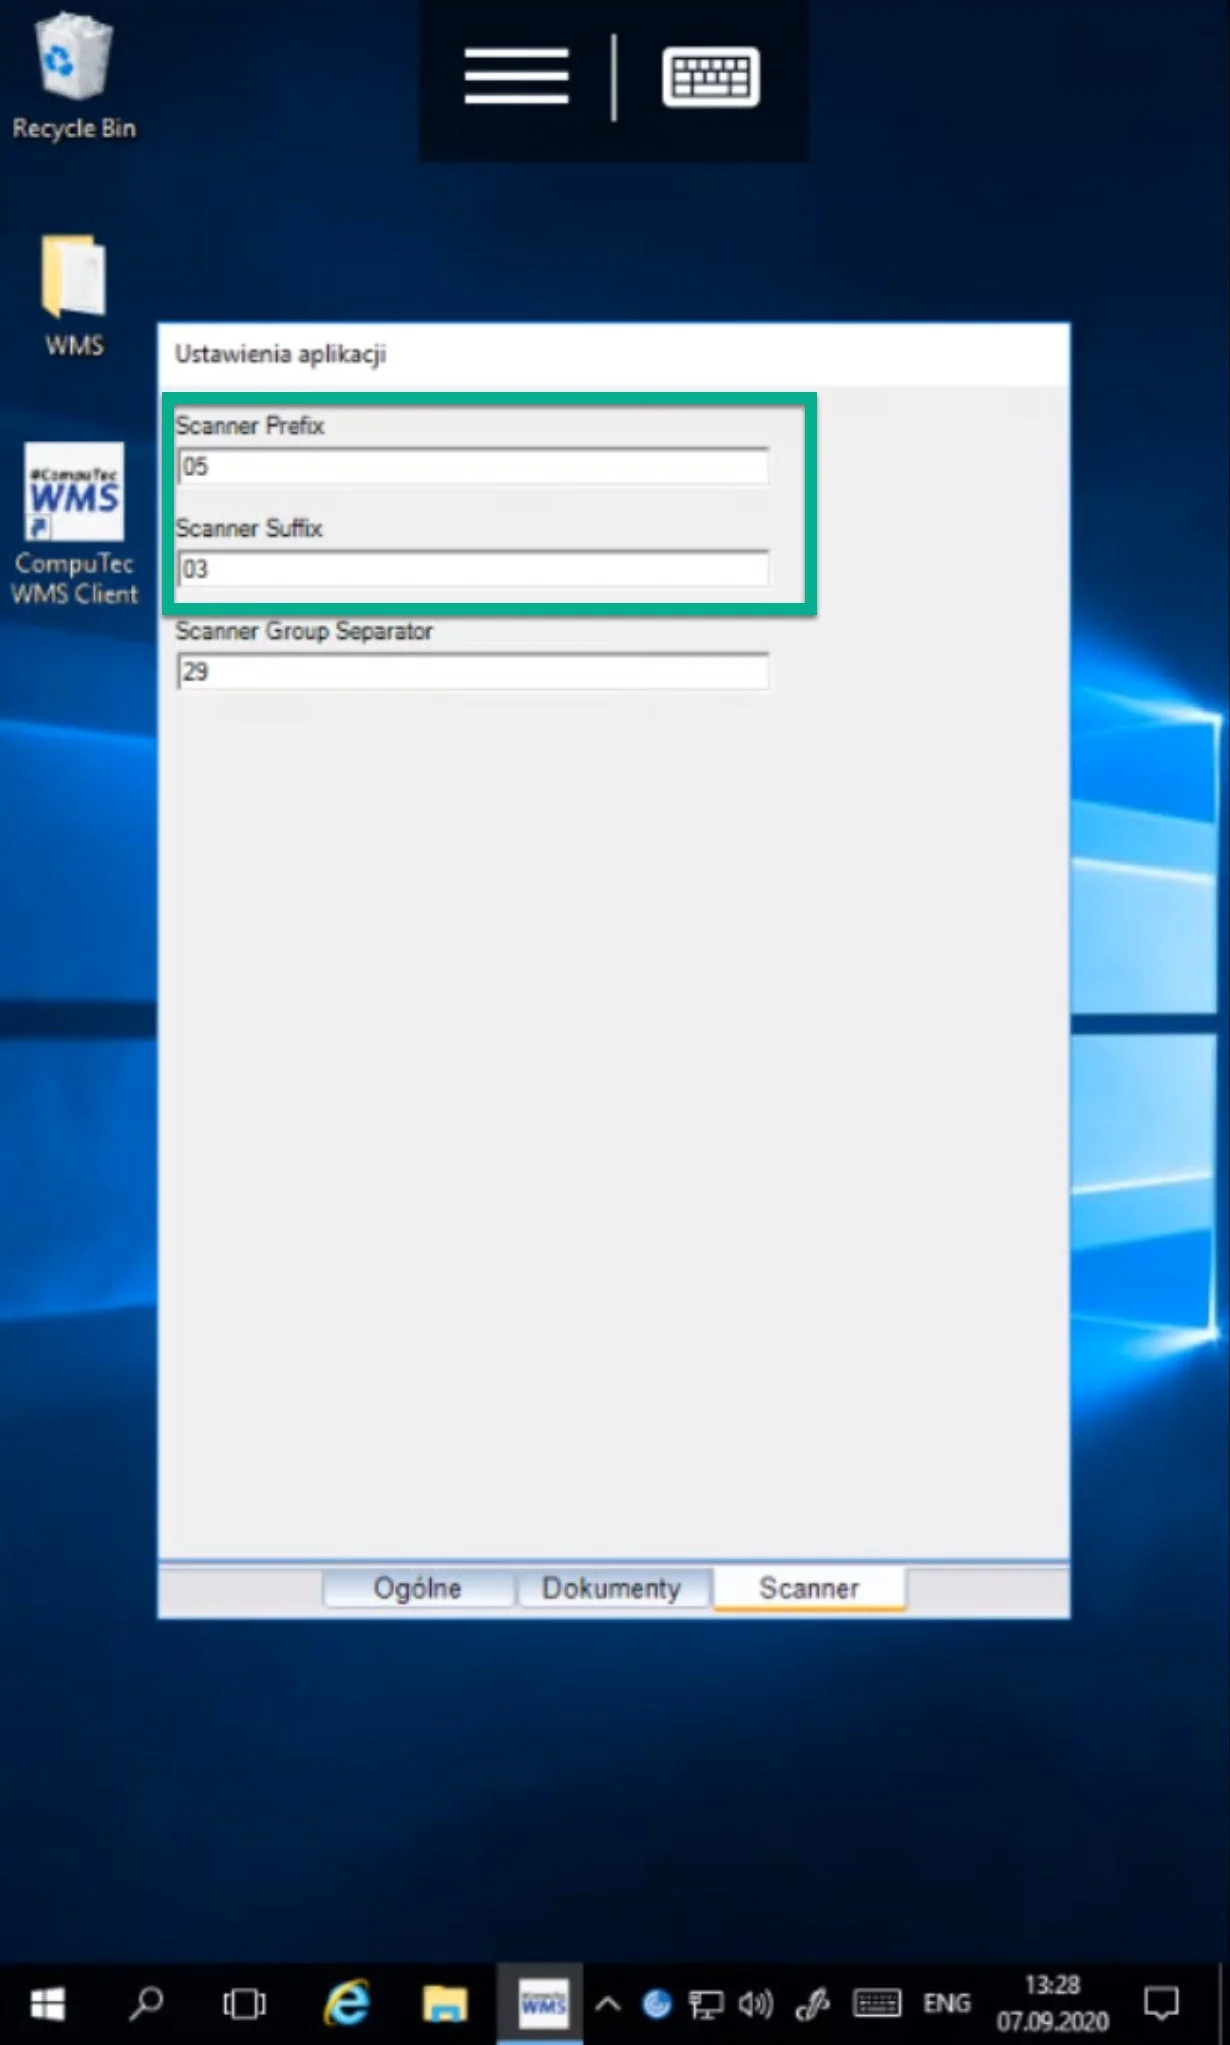 Recycle Bin
WMS
#CompuTec
WMS
CompuTec
WMS Client
Ustawienia aplikacji
Scanner Prefix
05
Scanner Suffix
03
Scanner Group Separator
29
Ogólne
Dokumenty
Scanner
WMS
ENG
13:28
07.09.2020